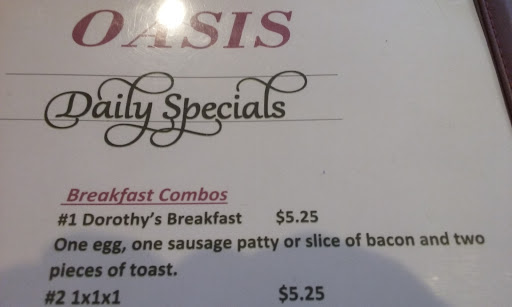 OASIS
Daily Specials
Breakfast Combos
#1 Dorothy's Breakfast $5.25
One egg, one sausage patty or slice of bacon and two
pieces of toast.
#2 1x1x1 $5.25